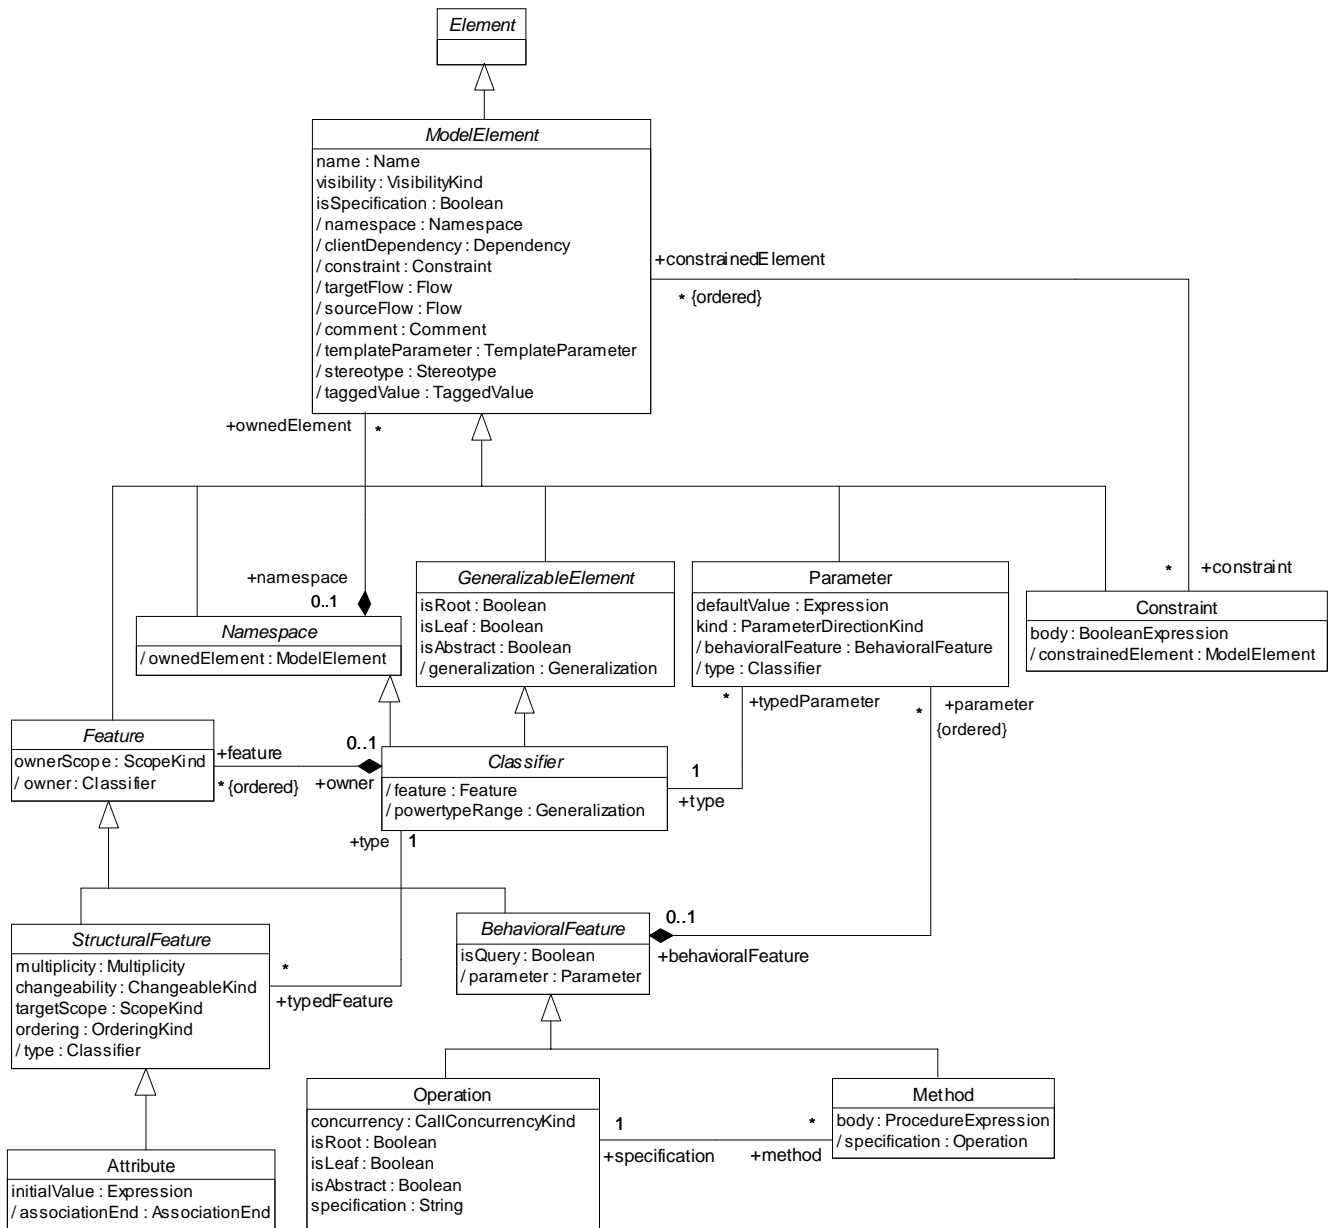 Element
ModelElement
name : Name
visibility : VisibilityKind
isSpecification : Boolean
/ namespace : Namespace
/ clientDependency : Dependency
/ constraint : Constraint
/ targetFlow : Flow
/ sourceFlow : Flow
/ comment : Comment
/ templateParameter : TemplateParameter
/ stereotype : Stereotype
/ taggedValue : TaggedValue
+constrainedElement
* {ordered}
+ownedElement
*
+namespace
0..1
Namespace
/ ownedElement : ModelElement
GeneralizableElement
isRoot : Boolean
isLeaf : Boolean
isAbstract : Boolean
/ generalization : Generalization
Parameter
defaultValue : Expression
kind : ParameterDirectionKind
/ behavioralFeature : BehavioralFeature
/ type : Classifier
*
+constraint
Constraint
body : BooleanExpression
/ constrainedElement : ModelElement
*
+typedParameter
*
+parameter
{ordered}
Feature
ownerScope : ScopeKind
/ owner : Classifier
+feature
* {ordered}
0..1
+owner
Classifier
/ feature : Feature
/ powertypeRange : Generalization
1
+type
+type
1
StructuralFeature
multiplicity : Multiplicity
changeability : ChangeableKind
targetScope : ScopeKind
ordering : OrderingKind
/ type : Classifier
*
+typedFeature
BehavioralFeature
isQuery : Boolean
/ parameter : Parameter
0..1
+behavioralFeature
Attribute
initialValue : Expression
/ associationEnd : AssociationEnd
Operation
concurrency : CallConcurrencyKind
isRoot : Boolean
isLeaf : Boolean
isAbstract : Boolean
specification : String
1
+specification
*
+method
Method
body : ProcedureExpression
/ specification : Operation